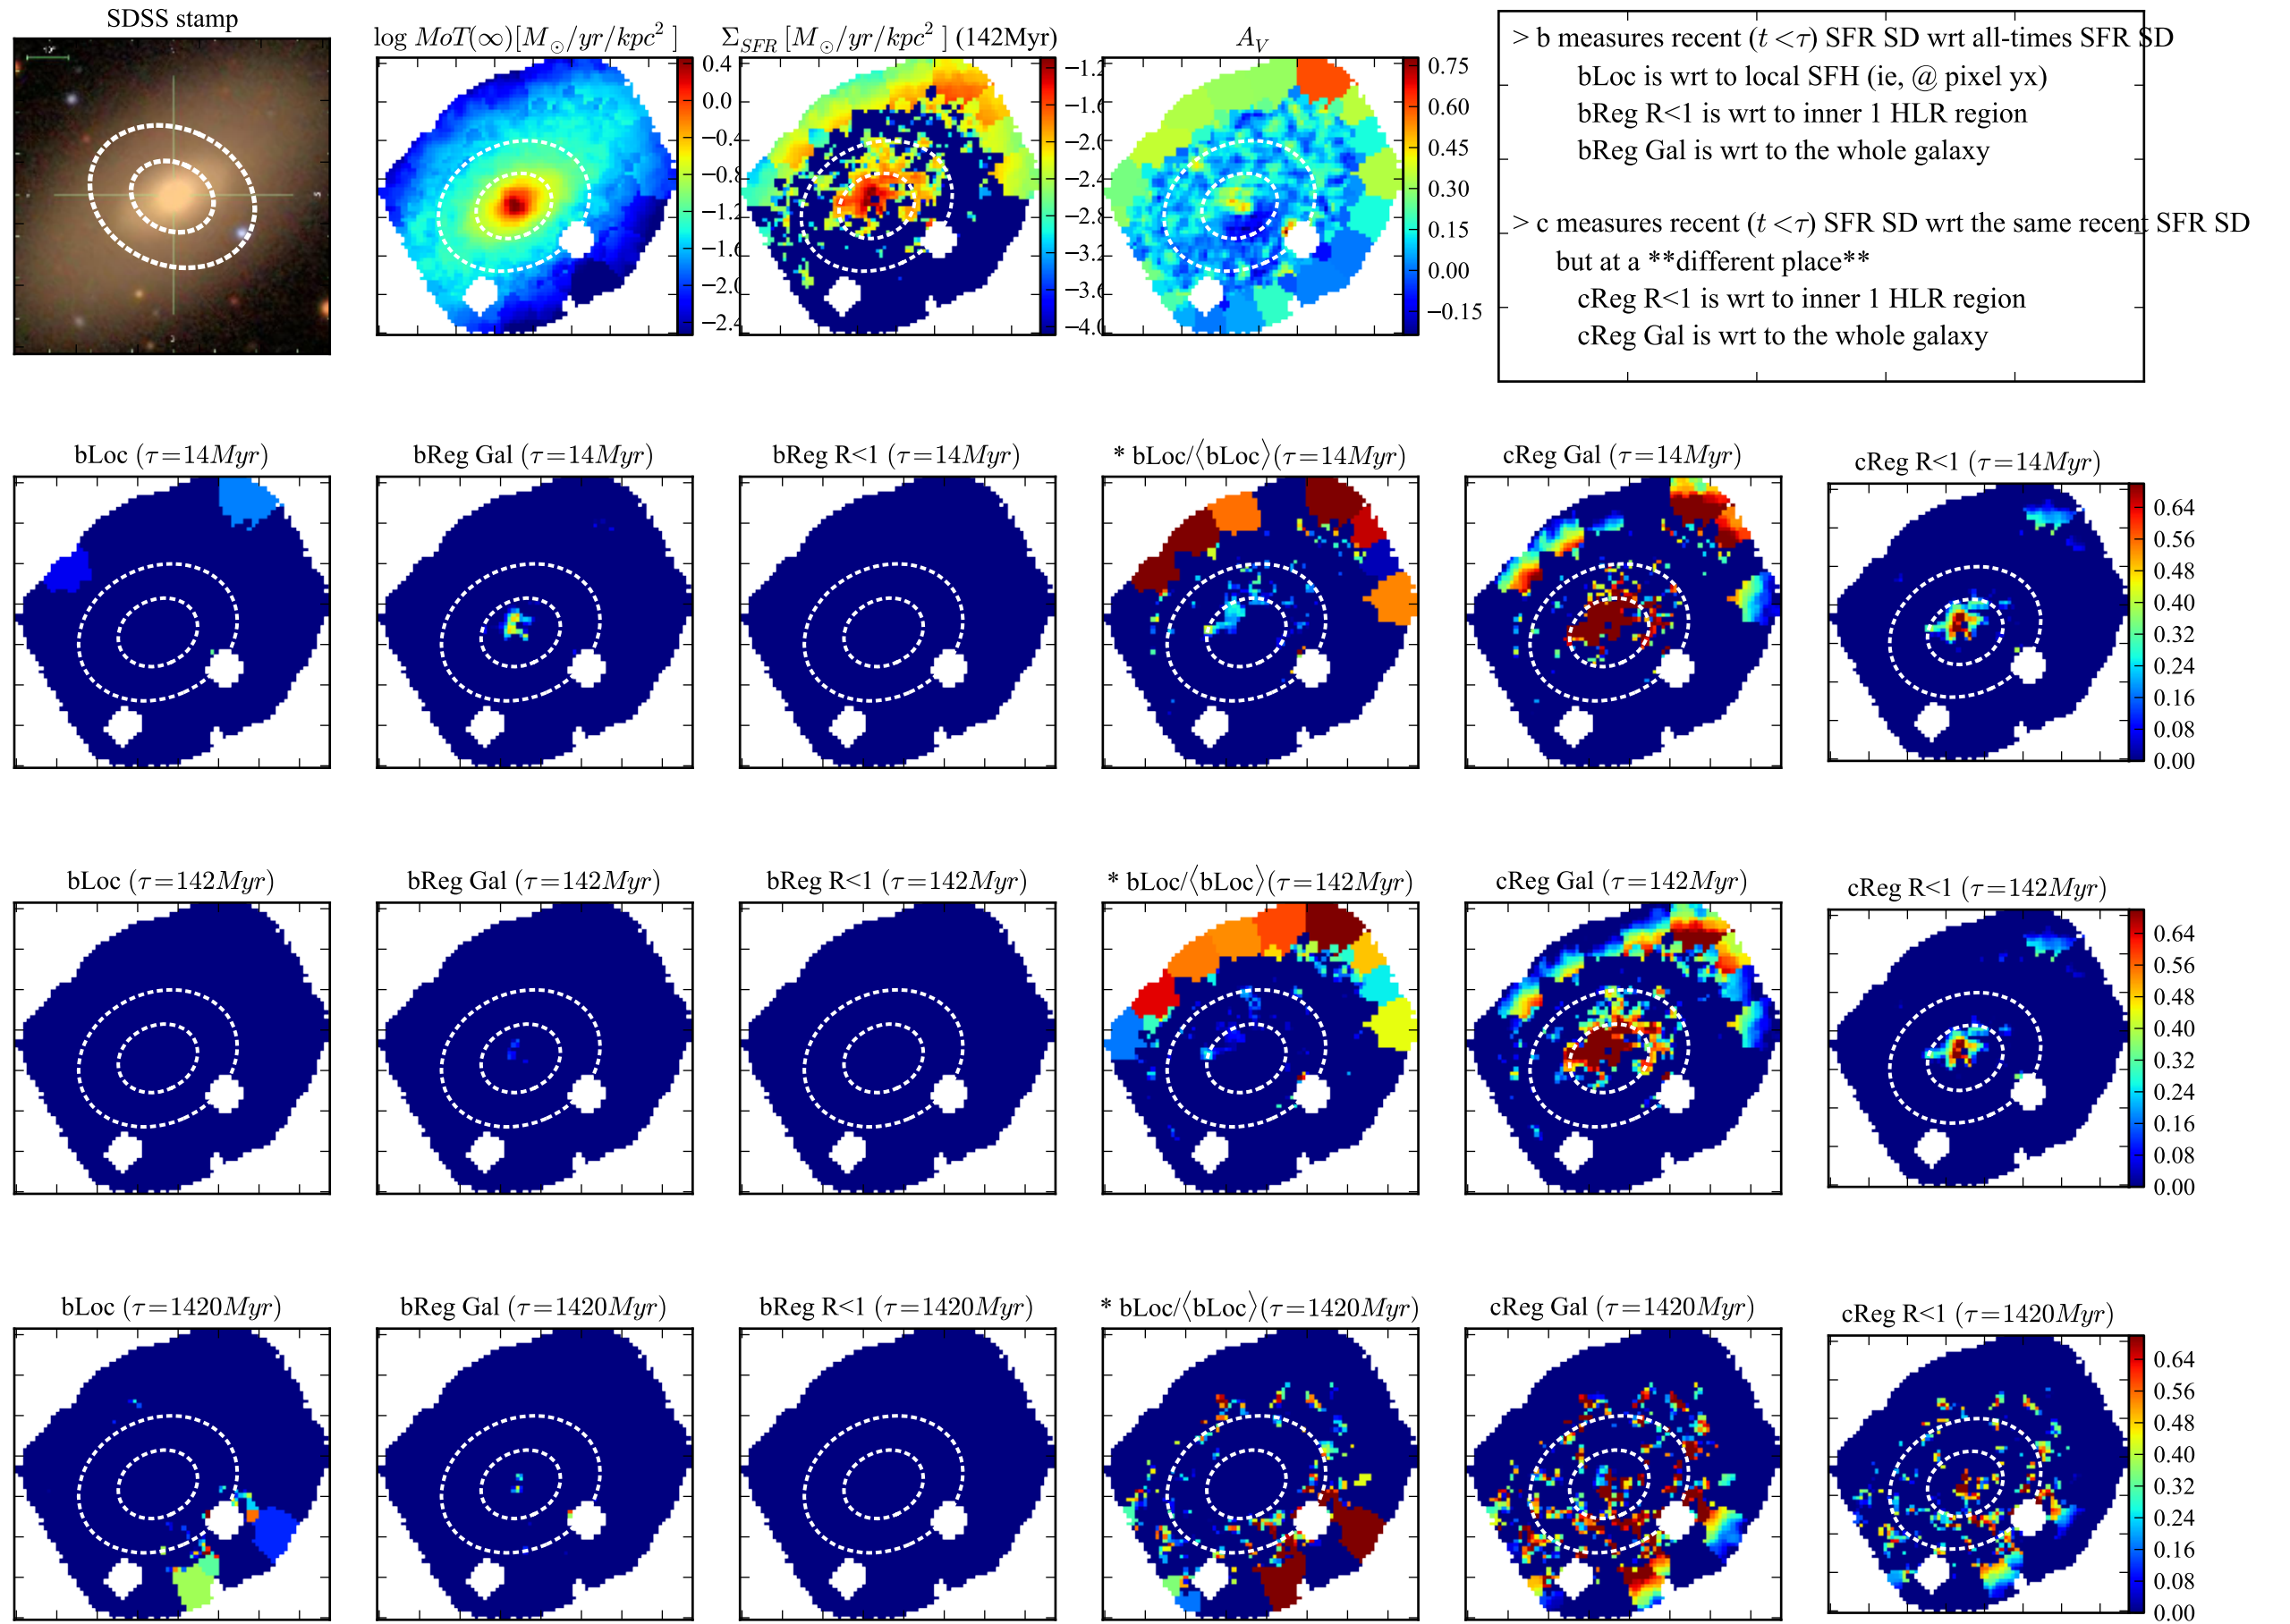 SDSS stamp
log MoT(∞)[M⊙/yr/kpc² ]
Σ_SFR [M⊙/yr/kpc² ] (142Myr)
A_V
0.4
0.0
−0.4
−0.8
−1.2
−1.6
−2.0
−2.4
−1.2
−1.6
−2.0
−2.4
−2.8
−3.2
−3.6
−4.0
0.75
0.60
0.45
0.30
0.15
0.00
−0.15
> b measures recent (t <τ) SFR SD wrt all-times SFR SD
bLoc is wrt to local SFH (ie, @ pixel yx)
bReg R<1 is wrt to inner 1 HLR region
bReg Gal is wrt to the whole galaxy
> c measures recent (t <τ) SFR SD wrt the same recent SFR SD
but at a **different place**
cReg R<1 is wrt to inner 1 HLR region
cReg Gal is wrt to the whole galaxy
bLoc (τ=14Myr)
bReg Gal (τ=14Myr)
bReg R<1 (τ=14Myr)
* bLoc/⟨bLoc⟩(τ=14Myr)
cReg Gal (τ=14Myr)
cReg R<1 (τ=14Myr)
0.64
0.56
0.48
0.40
0.32
0.24
0.16
0.08
0.00
bLoc (τ=142Myr)
bReg Gal (τ=142Myr)
bReg R<1 (τ=142Myr)
* bLoc/⟨bLoc⟩(τ=142Myr)
cReg Gal (τ=142Myr)
cReg R<1 (τ=142Myr)
0.64
0.56
0.48
0.40
0.32
0.24
0.16
0.08
0.00
bLoc (τ=1420Myr)
bReg Gal (τ=1420Myr)
bReg R<1 (τ=1420Myr)
* bLoc/⟨bLoc⟩(τ=1420Myr)
cReg Gal (τ=1420Myr)
cReg R<1 (τ=1420Myr)
0.64
0.56
0.48
0.40
0.32
0.24
0.16
0.08
0.00